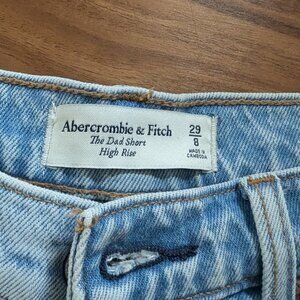 Abercrombie & Fitch
The Dad Short
High Rise
29
8
MADE IN
CAMBODIA